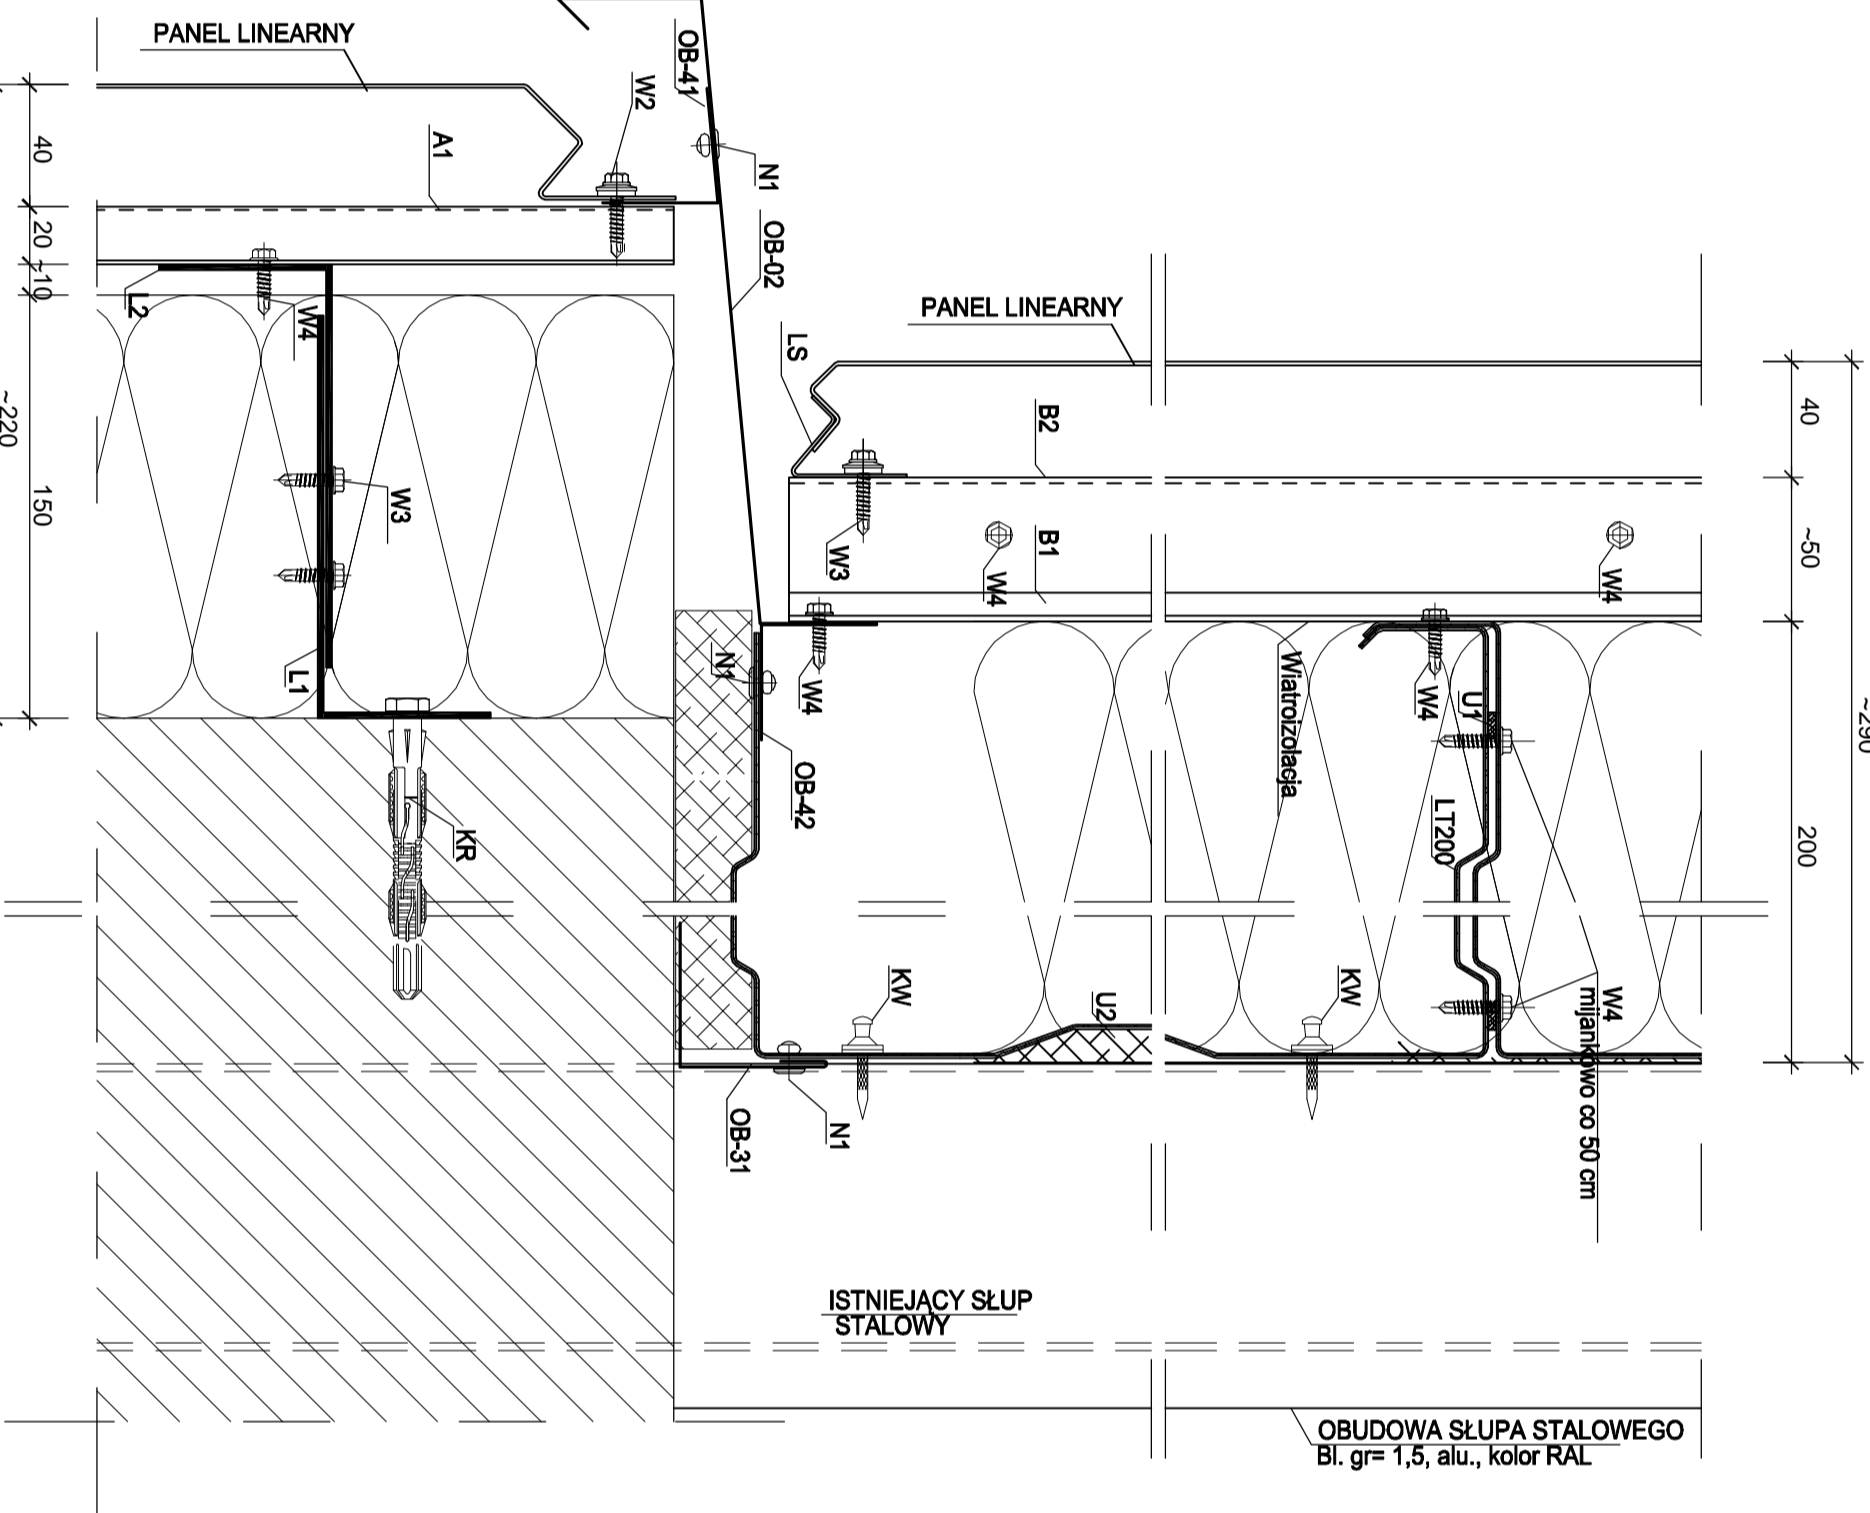 PANEL LINEARNY
OB-41
W2
N1
A1
40
20
~10
OB-02
L2
W4
PANEL LINEARNY
LS
B2
40
~220
150
W3
W3
B1
W4
W4
~50
L1
N1
W4
Wiatroizolacja
W4
U1
~290
OB-42
KR
LT200
200
KW
U2
KW
W4
mijankowo co 50 cm
OB-31
N1
ISTNIEJĄCY SŁUP
STALOWY
OBUDOWA SŁUPA STALOWEGO
Bl. gr= 1,5, alu., kolor RAL